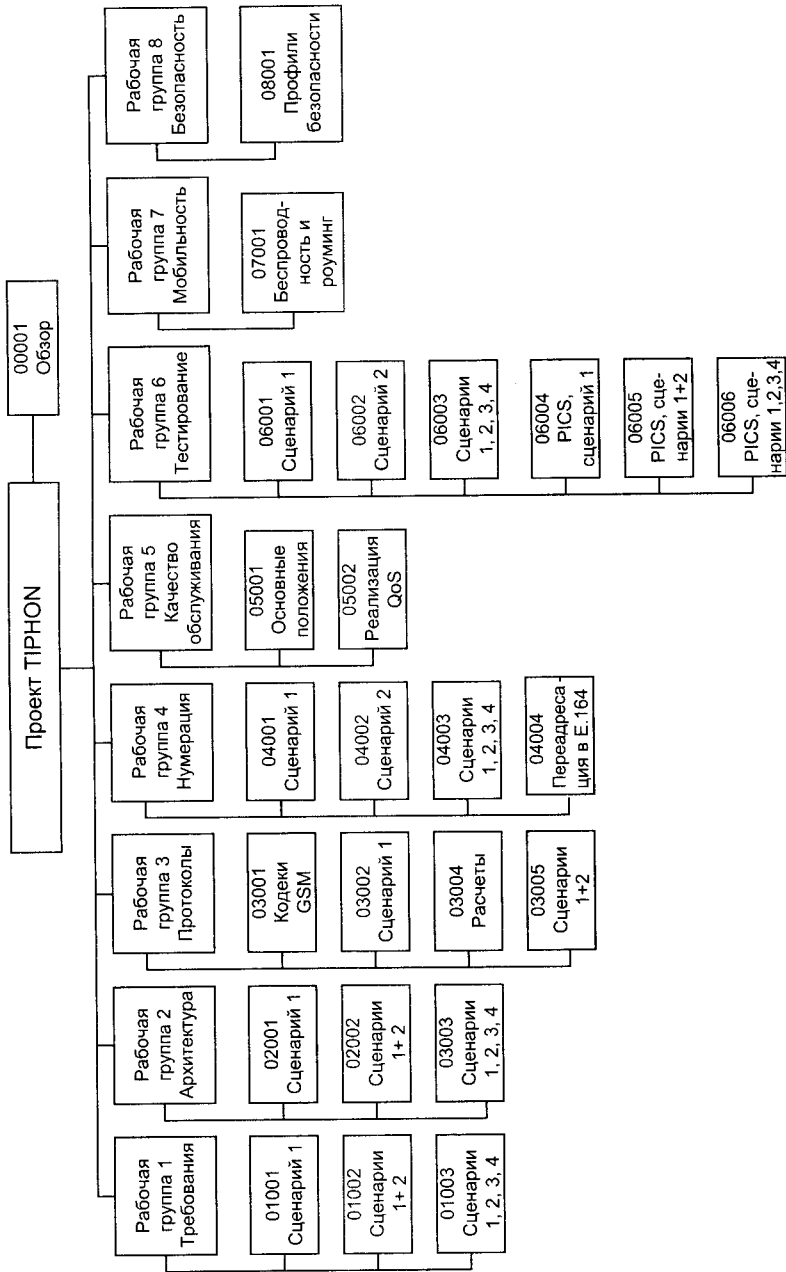 Проект TIPHON
00001
Обзор
Рабочая
группа 1
Требования
01001
Сценарий 1
01002
Сценарии
1+ 2
01003
Сценарии
1, 2, 3, 4
Рабочая
группа 2
Архитектура
02001
Сценарий 1
02002
Сценарии
1+ 2
03003
Сценарии
1, 2, 3, 4
Рабочая
группа 3
Протоколы
03001
Кодеки
GSM
03002
Сценарий 1
03004
Расчеты
03005
Сценарии
1+2
Рабочая
группа 4
Нумерация
04001
Сценарий 1
04002
Сценарий 2
04003
Сценарии
1, 2, 3, 4
04004
Переадреса-
ция в E.164
Рабочая
группа 5
Качество
обслуживания
05001
Основные
положения
05002
Реализация
QoS
Рабочая
группа 6
Тестирование
06001
Сценарий 1
06002
Сценарий 2
06003
Сценарии
1, 2, 3, 4
06004
PICS,
сценарий 1
06005
PICS, сце-
нарии 1+2
06006
PICS, сце-
нарии 1,2,3,4
Рабочая
группа 7
Мобильность
07001
Беспровод-
ность и
роуминг
Рабочая
группа 8
Безопасность
08001
Профили
безопасности